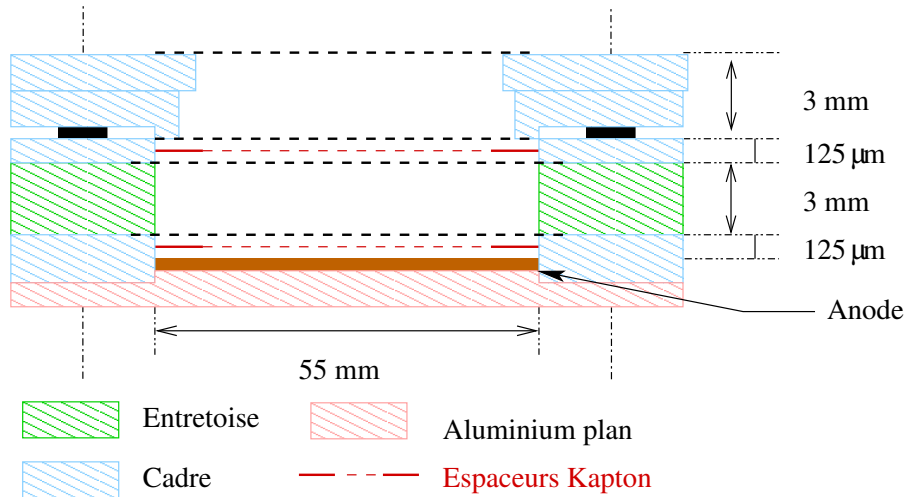 3 mm
125 μm
3 mm
125 μm
Anode
55 mm
Entretoise
Aluminium plan
Cadre
Espaceurs Kapton